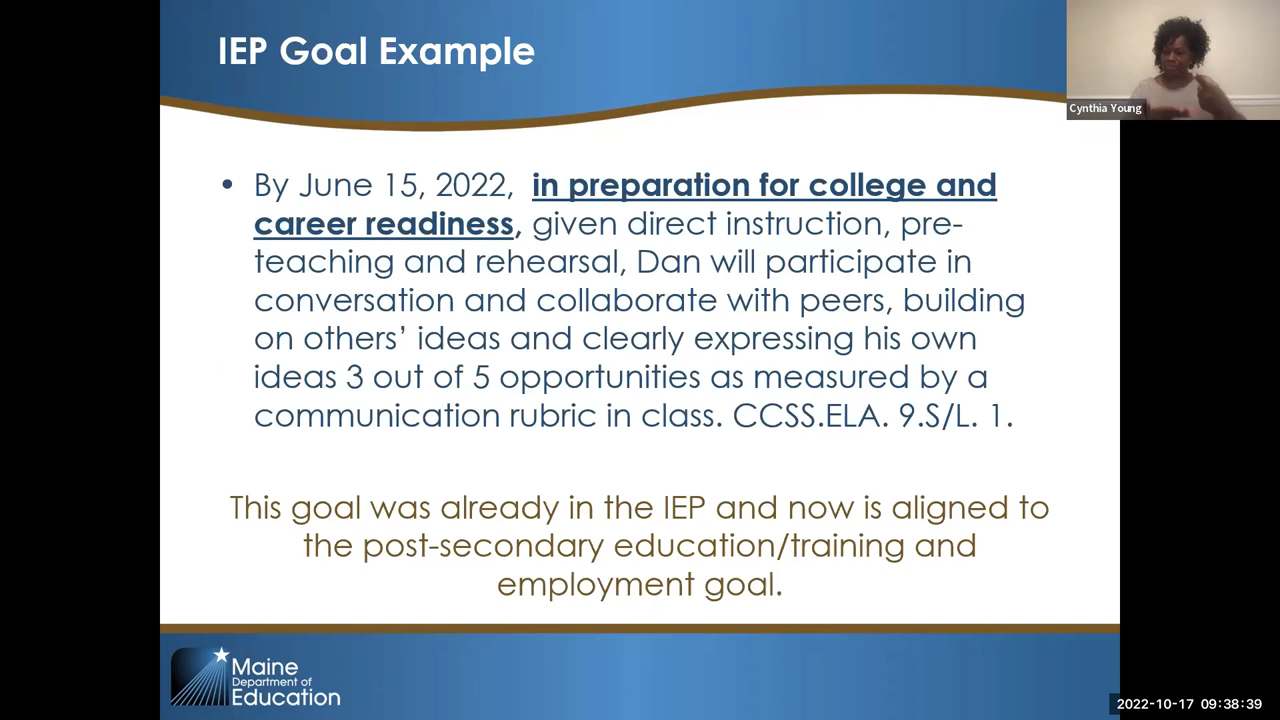 IEP Goal Example
Cynthia Young
• By June 15, 2022, in preparation for college and
career readiness, given direct instruction, pre-
teaching and rehearsal, Dan will participate in
conversation and collaborate with peers, building
on others’ ideas and clearly expressing his own
ideas 3 out of 5 opportunities as measured by a
communication rubric in class. CCSS.ELA. 9.S/L. 1.
This goal was already in the IEP and now is aligned to
the post-secondary education/training and
employment goal.
Maine
Department of
Education
2022-10-17 09:38:39